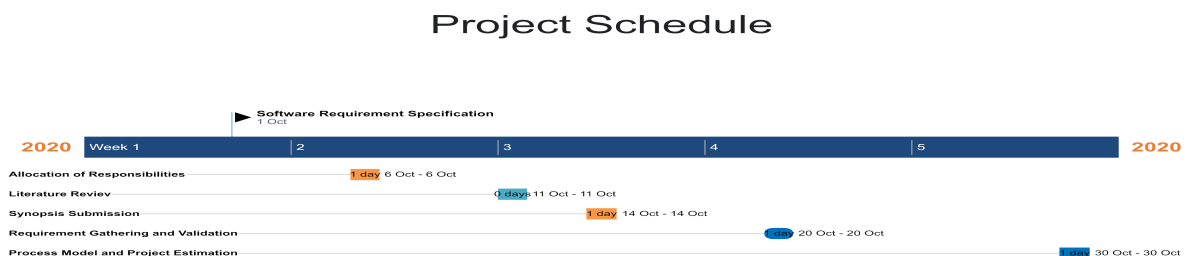 Project Schedule
Software Requirement Specification
1 Oct
2020 Week 1 2 3 4 5 2020
Allocation of Responsibilities 1 day 6 Oct - 6 Oct
Literature Reviev 0 days 11 Oct - 11 Oct
Synopsis Submission 1 day 14 Oct - 14 Oct
Requirement Gathering and Validation 1 day 20 Oct - 20 Oct
Process Model and Project Estimation 1 day 30 Oct - 30 Oct